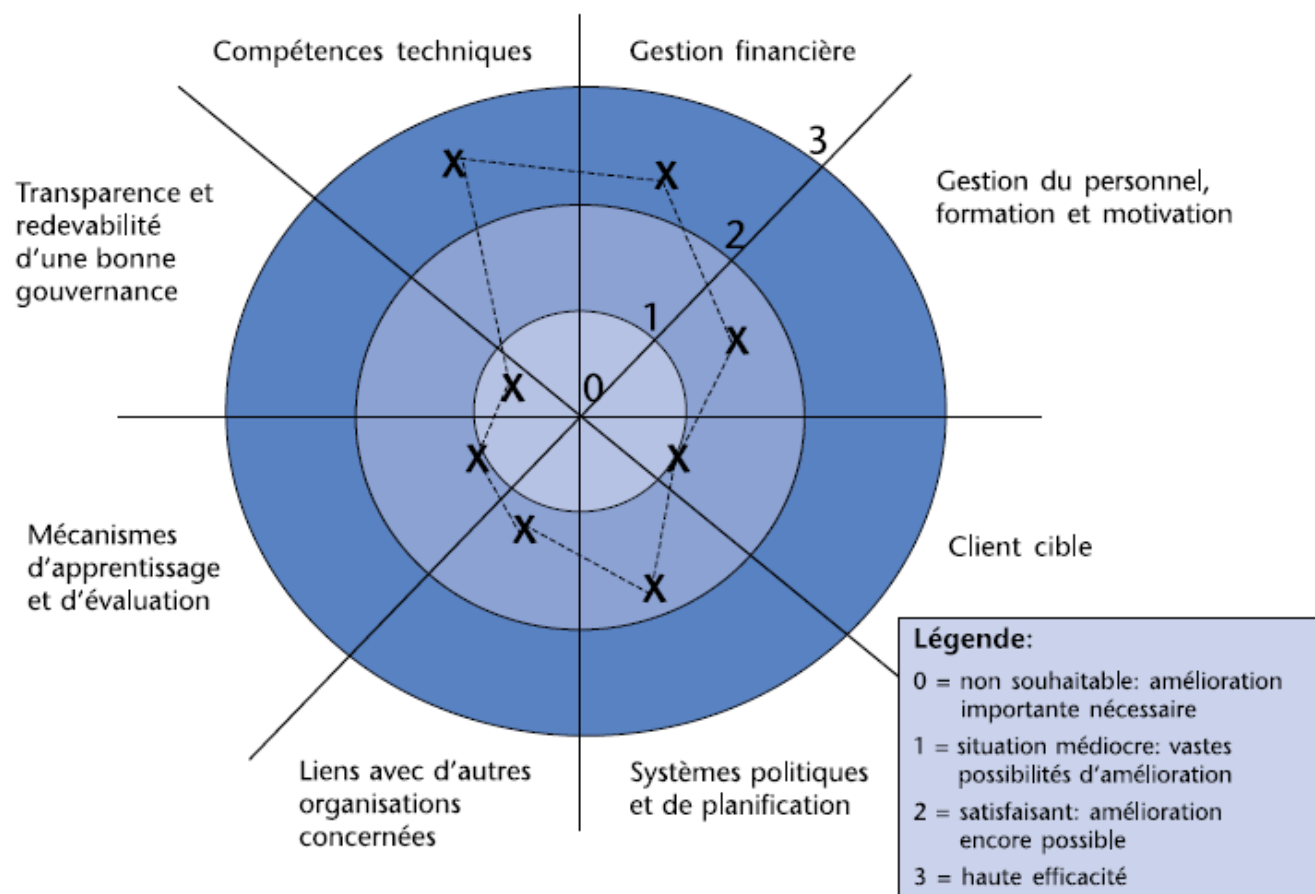 Compétences techniques
Gestion financière
3
Transparence et
redevabilité
d'une bonne
gouvernance
Gestion du personnel,
formation et motivation
2
1
X
X
X
0
X
X
X
X
X
Mécanismes
d'apprentissage
et d'évaluation
Client cible
Liens avec d'autres
organisations
concernées
Systèmes politiques
et de planification
Légende:
0 = non souhaitable: amélioration
importante nécessaire
1 = situation médiocre: vastes
possibilités d'amélioration
2 = satisfaisant: amélioration
encore possible
3 = haute efficacité